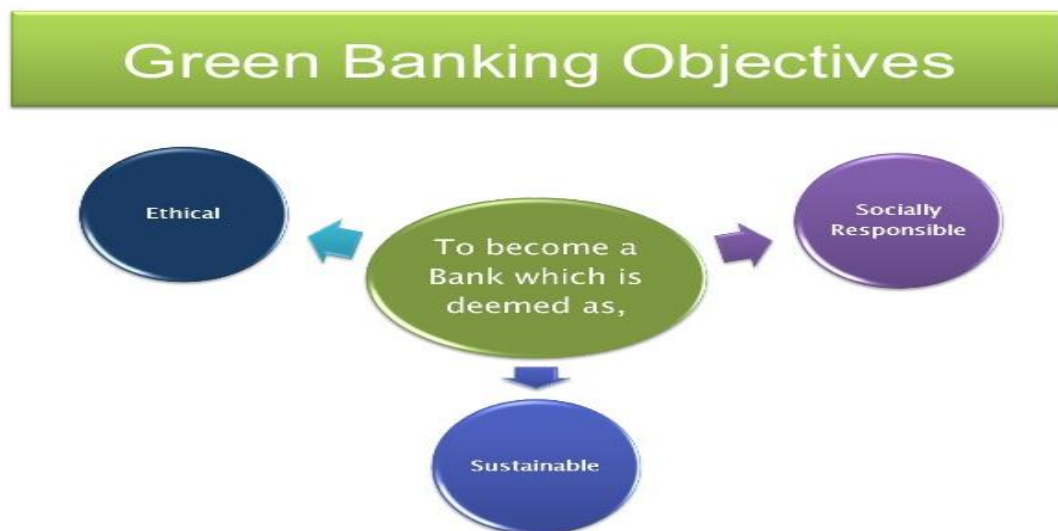 Green Banking Objectives
Ethical
To become a
Bank which is
deemed as,
Socially
Responsible
Sustainable